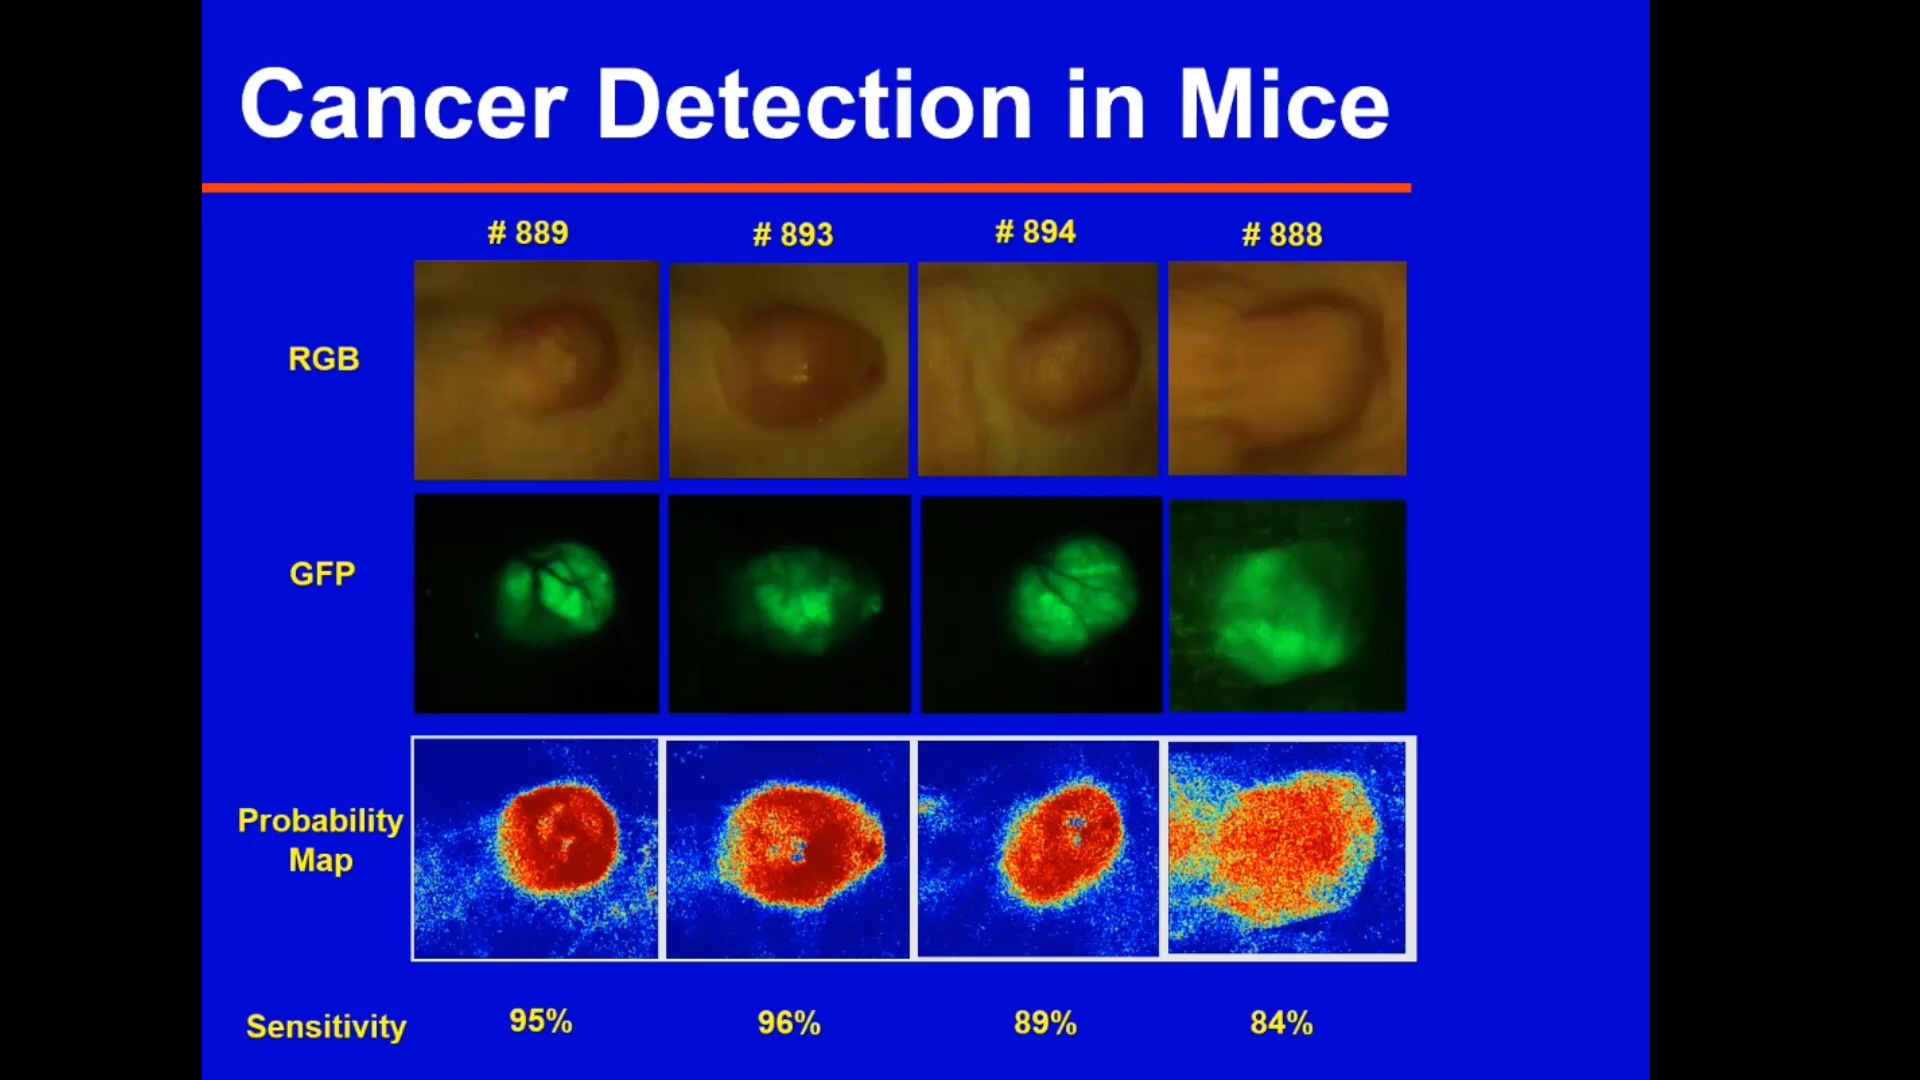 Cancer Detection in Mice
# 889 # 893 # 894 # 888
RGB
GFP
Probability
Map
Sensitivity 95% 96% 89% 84%